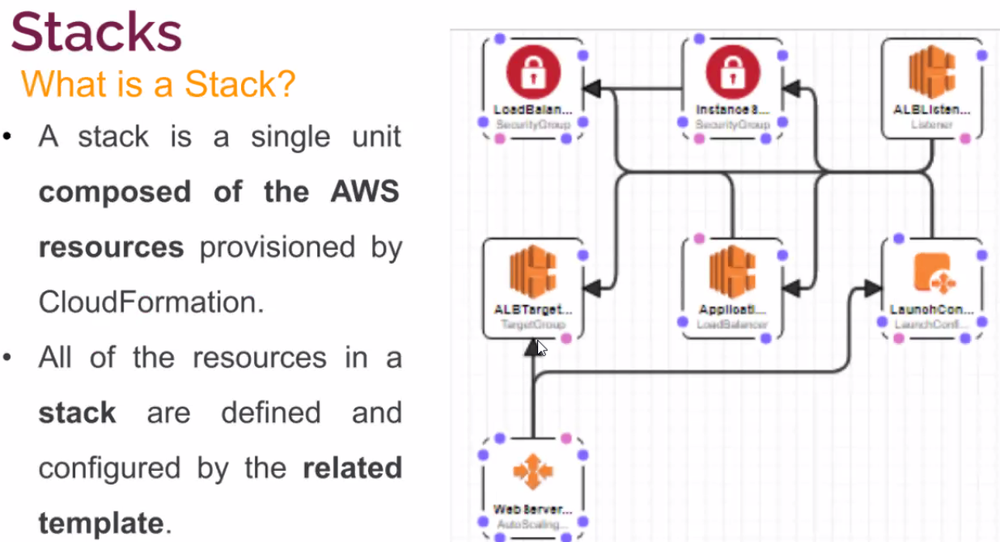 Stacks
What is a Stack?
• A stack is a single unit
composed of the AWS
resources provisioned by
CloudFormation.
• All of the resources in a
stack are defined and
configured by the related
template.
LoadBalan...
SecurityGroup
InstanceS...
SecurityGroup
ALBListen...
Listener
ALBTarget...
TargetGroup
Applicati...
LoadBalancer
LaunchCon...
LaunchConfi...
WebServer...
AutoScaling...